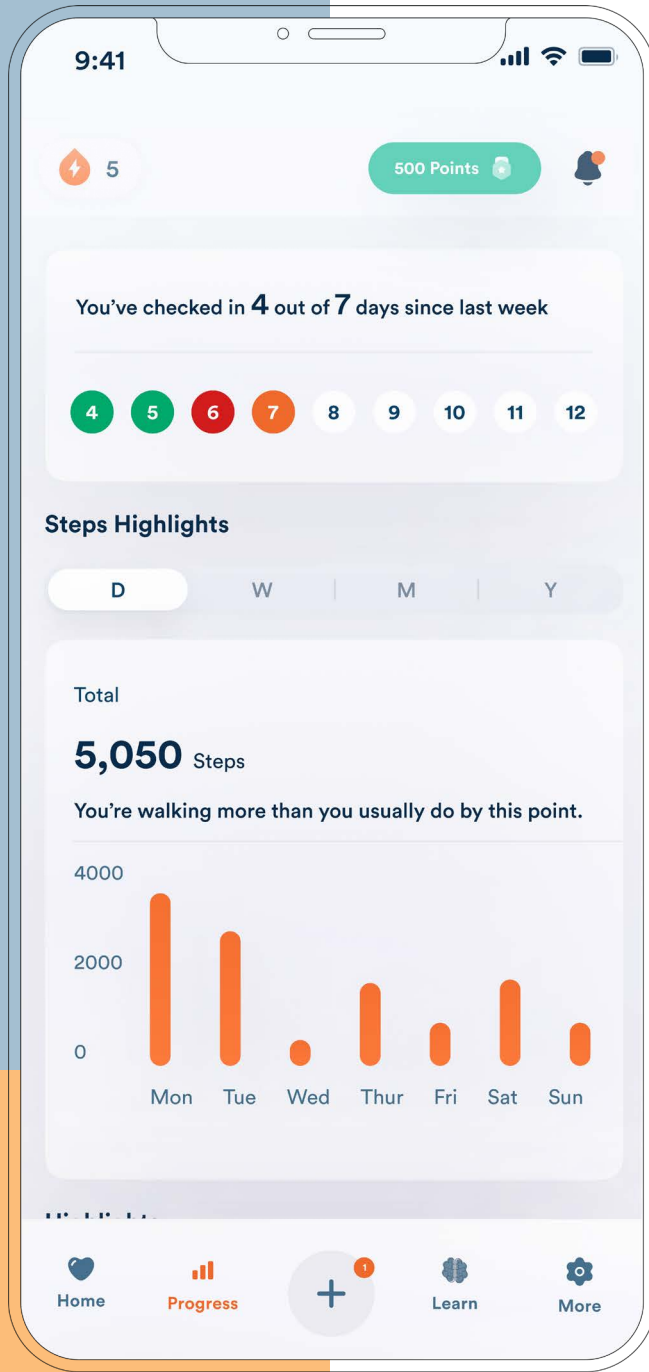 9:41
5
500 Points
You've checked in 4 out of 7 days since last week
4 5 6 7 8 9 10 11 12
Steps Highlights
D W M Y
Total
5,050 Steps
You're walking more than you usually do by this point.
4000
2000
0
Mon Tue Wed Thur Fri Sat Sun
1
Home Progress + Learn More